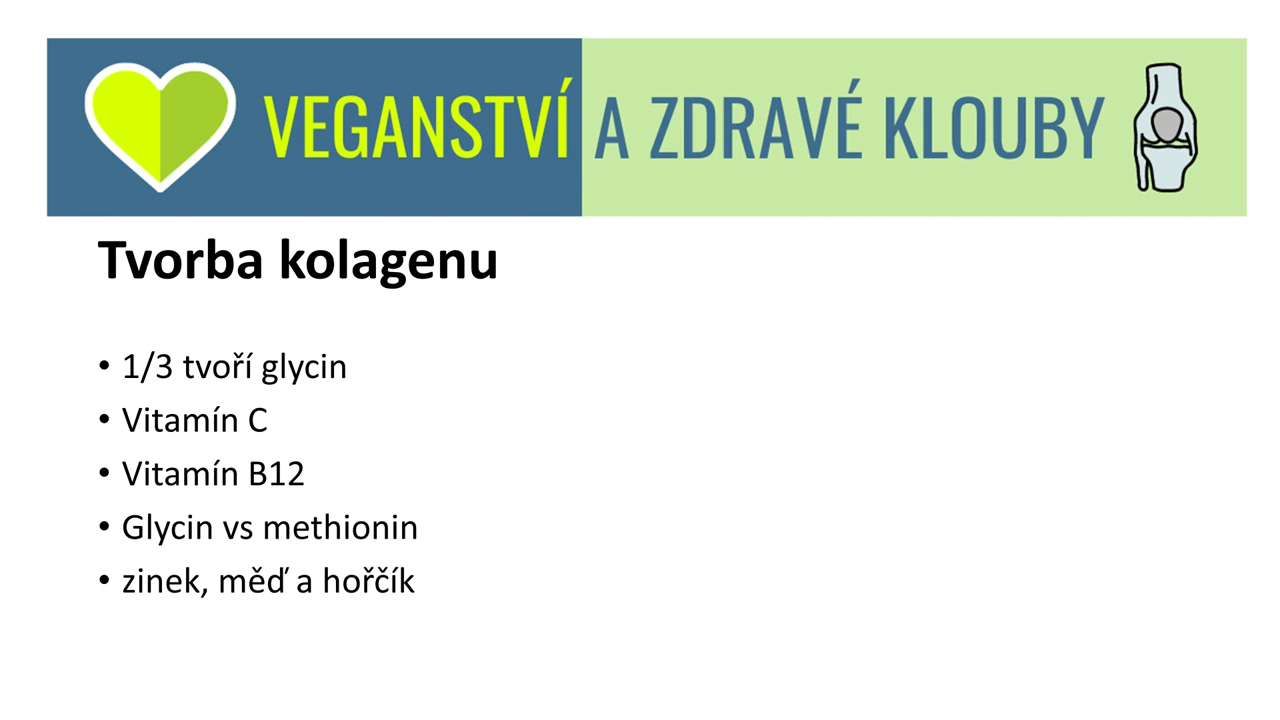 VEGANSTVÍ A ZDRAVÉ KLOUBY
Tvorba kolagenu
• 1/3 tvoří glycin
• Vitamín C
• Vitamín B12
• Glycin vs methionin
• zinek, měď a hořčík